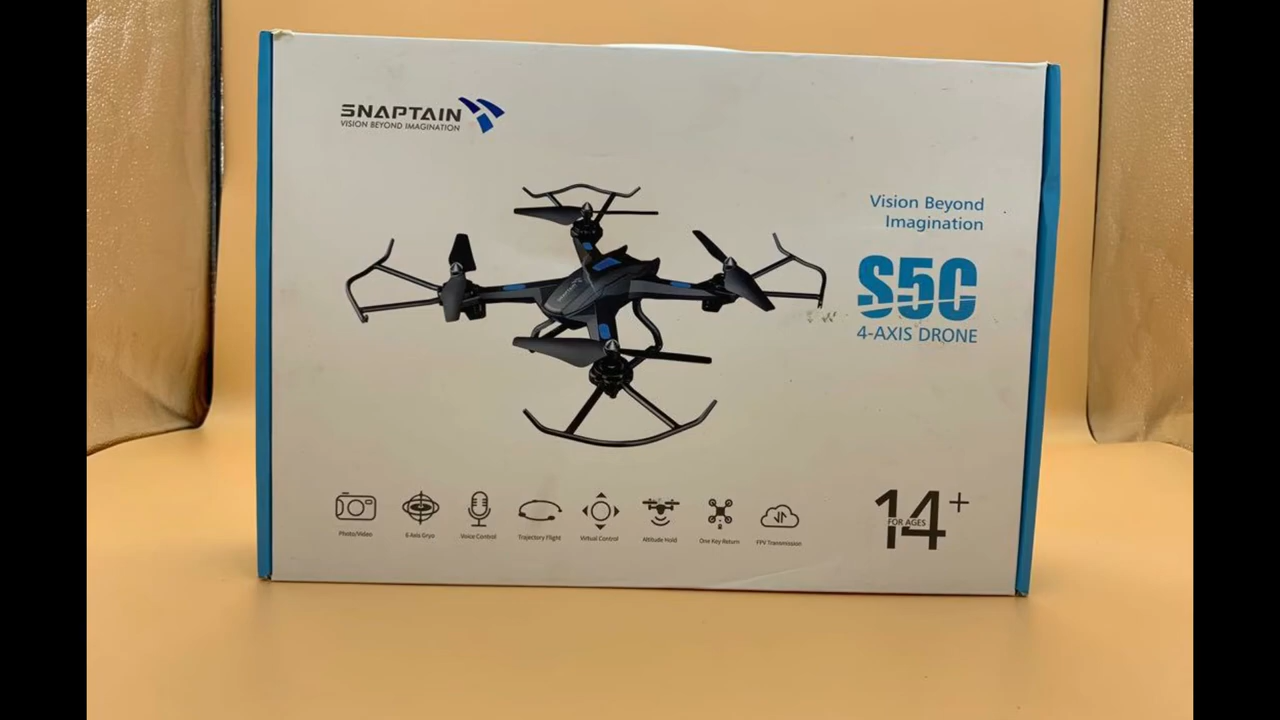 SNAPTAIN
VISION BEYOND IMAGINATION
Vision Beyond
Imagination
S5C
4-AXIS DRONE
Photo/Video
6 Axis Gryo
Voice Control
Trajectory Flight
Virtual Control
Altitude Hold
One Key Return
FPV Transmission
14+
FOR AGES